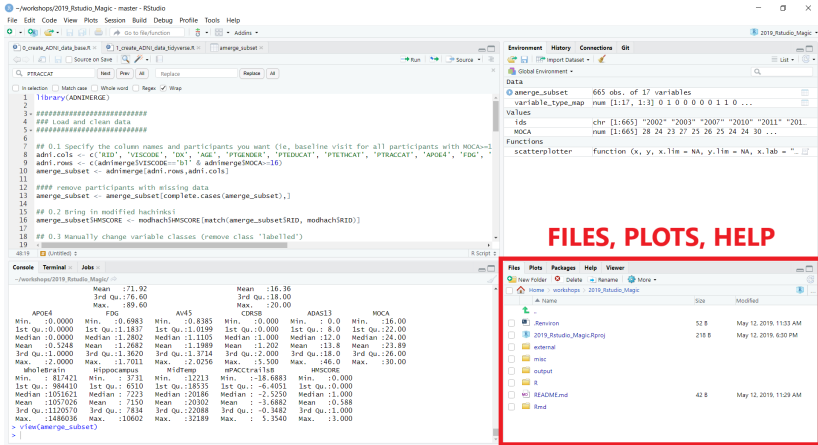 ~/workshops/2019_Rstudio_Magic - master - RStudio
File Edit Code View Plots Session Build Debug Profile Tools Help
Go to file/function
Addins
2019_Rstudio_Magic
0_create_ADNI_data_base.R
1_create_ADNI_data_tidyverse.R
amerge_subset
Source on Save
Run
Source
PTRACCAT
Next Prev All
Replace
Replace All
In selection Match case Whole word Regex Wrap
1 library(ADNIMERGE)
2
3 ###########################
4 ### Load and clean data
5 ###########################
6
7 ## 0.1 Specify the column names and participants you want (ie, baseline visit for all participants with MOCA>=1
8 adni.cols <- c('RID', 'VISCODE', 'DX', 'AGE', 'PTGENDER', 'PTEDUCAT', 'PTETHCAT', 'PTRACCAT', 'APOE4', 'FDG', '
9 adni.rows <- c(adnimerge$VISCODE=='bl' & adnimerge$MOCA>=16)
10 amerge_subset <- adnimerge[adni.rows,adni.cols]
11
12 #### remove participants with missing data
13 amerge_subset <- amerge_subset[complete.cases(amerge_subset),]
14
15 ## 0.2 Bring in modified hachinksi
16 amerge_subset$HMSCORE <- modhach$HMSCORE[match(amerge_subset$RID, modhach$RID)]
17
18 ## 0.3 Manually change variable classes (remove class 'labelled')
19
48:19 (Untitled) R Script
Console Terminal Jobs
~/workshops/2019_Rstudio_Magic/
Mean :71.92 Mean :16.36
3rd Qu.:76.60 3rd Qu.:18.00
Max. :89.60 Max. :20.00
APOE4 FDG AV45 CDRSB ADAS13 MOCA
Min. :0.0000 Min. :0.6983 Min. :0.8385 Min. :0.000 Min. : 0.0 Min. :16.00
1st Qu.:0.0000 1st Qu.:1.1837 1st Qu.:1.0199 1st Qu.:0.000 1st Qu.: 8.0 1st Qu.:22.00
Median :0.0000 Median :1.2802 Median :1.1105 Median :1.000 Median :12.0 Median :24.00
Mean :0.5248 Mean :1.2682 Mean :1.1989 Mean :1.202 Mean :13.8 Mean :23.89
3rd Qu.:1.0000 3rd Qu.:1.3620 3rd Qu.:1.3714 3rd Qu.:2.000 3rd Qu.:18.0 3rd Qu.:26.00
Max. :2.0000 Max. :1.7011 Max. :2.0256 Max. :5.500 Max. :46.0 Max. :30.00
WholeBrain Hippocampus MidTemp mPACCtrailsB HMSCORE
Min. : 817421 Min. : 3731 Min. :12213 Min. :-18.6883 Min. :0.000
1st Qu.: 984410 1st Qu.: 6510 1st Qu.:18535 1st Qu.: -6.4051 1st Qu.:0.000
Median :1051621 Median : 7223 Median :20186 Median : -2.5250 Median :1.000
Mean :1057026 Mean : 7150 Mean :20302 Mean : -3.6882 Mean :0.588
3rd Qu.:1120570 3rd Qu.: 7834 3rd Qu.:22088 3rd Qu.: -0.3482 3rd Qu.:1.000
Max. :1486036 Max. :10602 Max. :32189 Max. : 5.3540 Max. :3.000
> view(amerge_subset)
>
Environment History Connections Git
Import Dataset
List
Global Environment
Data
amerge_subset 665 obs. of 17 variables
variable_type_map num [1:17, 1:3] 0 1 0 0 0 0 0 1 1 0 ...
Values
ids chr [1:665] "2002" "2003" "2007" "2010" "2011" "201…
MOCA num [1:665] 28 24 23 27 25 26 25 24 24 30 ...
Functions
scatterplotter function (x, y, x.lim = NA, y.lim = NA, x.lab = "…
FILES, PLOTS, HELP
Files Plots Packages Help Viewer
New Folder Delete Rename More
Home workshops 2019_Rstudio_Magic
Name Size Modified
..
.Renviron 52 B May 12, 2019, 11:33 AM
2019_Rstudio_Magic.Rproj 218 B May 12, 2019, 6:30 PM
external
misc
output
R
README.md 42 B May 12, 2019, 11:29 AM
Rmd